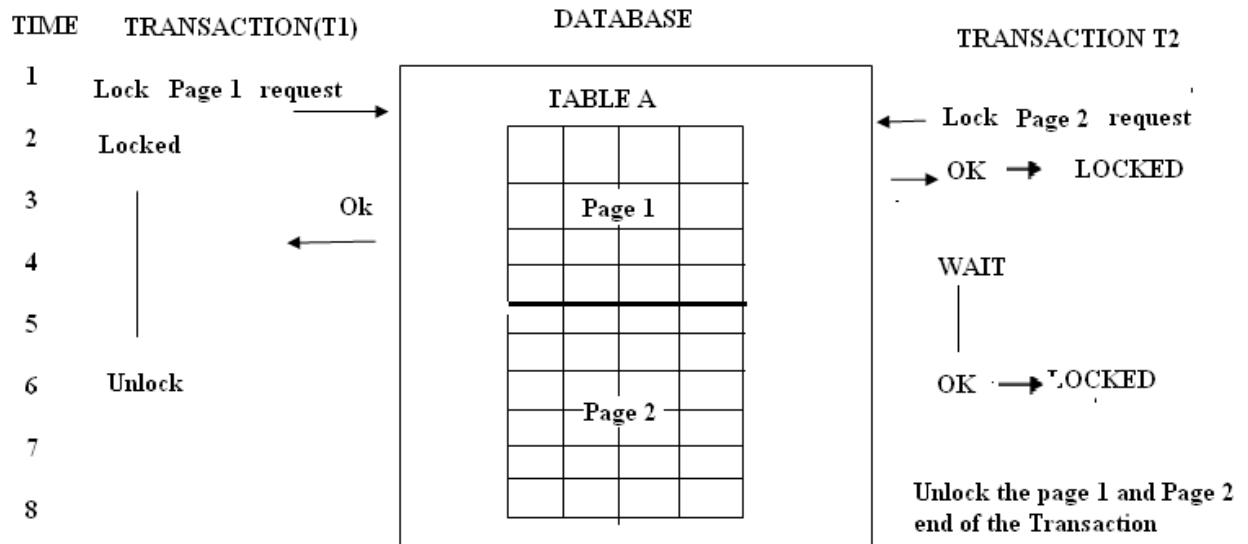 TIME TRANSACTION(T1) DATABASE TRANSACTION T2
1 Lock Page 1 request TABLE A Lock Page 2 request
2 Locked OK LOCKED
3 Ok Page 1
4 WAIT
5
6 Unlock OK LOCKED
Page 2
7
8 Unlock the page 1 and Page 2
end of the Transaction